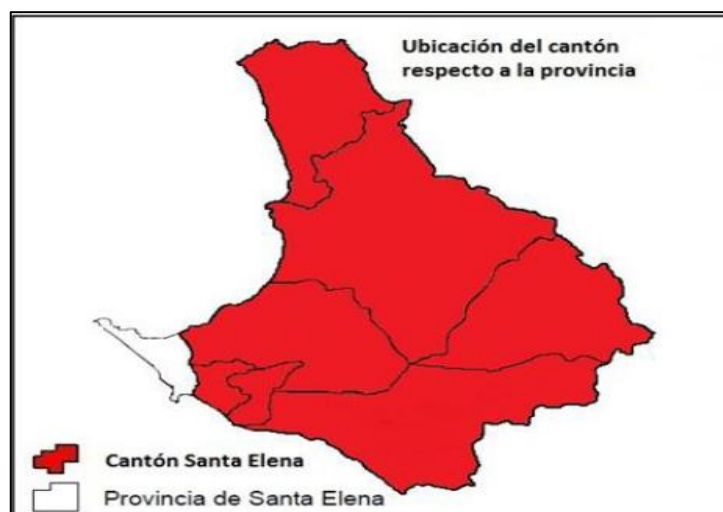 Ubicación del cantón
respecto a la provincia
Cantón Santa Elena
Provincia de Santa Elena